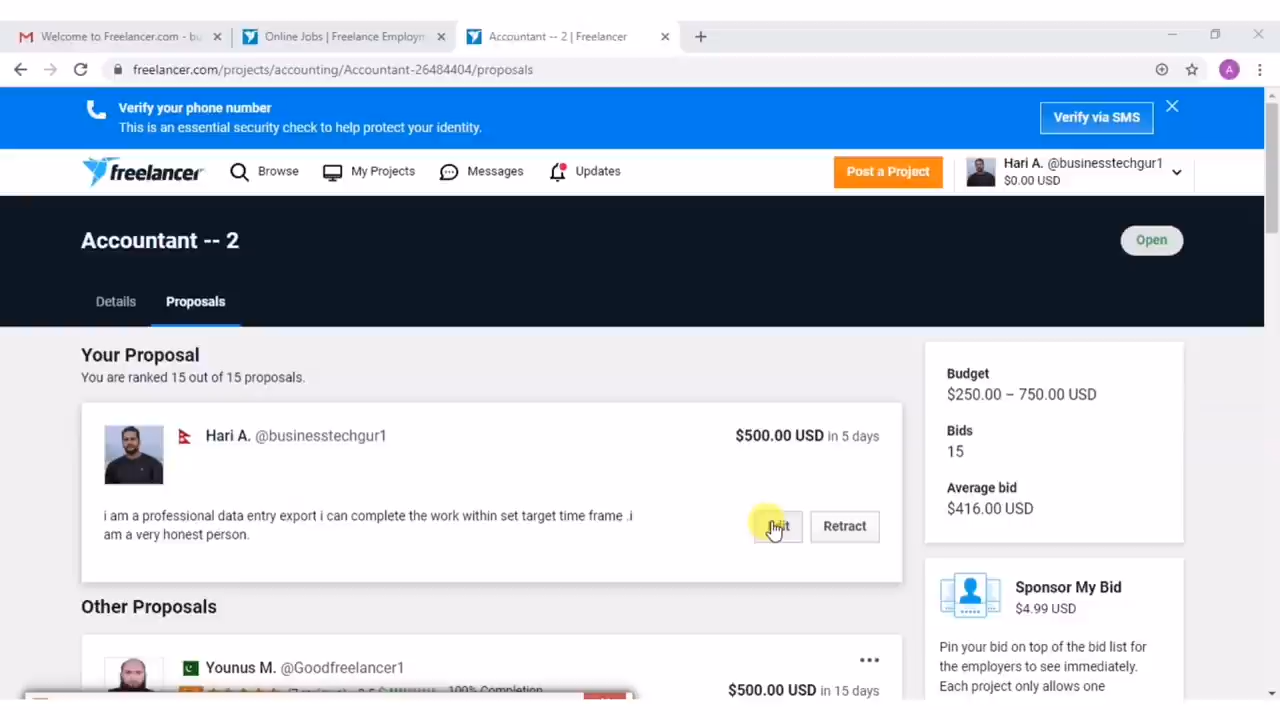 Welcome to Freelancer.com - bu
Online Jobs | Freelance Employm
Accountant -- 2 | Freelancer
freelancer.com/projects/accounting/Accountant-26484404/proposals
A
Verify your phone number
This is an essential security check to help protect your identity.
Verify via SMS
freelancer
Browse
My Projects
Messages
Updates
Post a Project
Hari A. @businesstechgur1
$0.00 USD
Accountant -- 2
Open
Details
Proposals
Your Proposal
You are ranked 15 out of 15 proposals.
Hari A. @businesstechgur1
$500.00 USD in 5 days
i am a professional data entry export i can complete the work within set target time frame .i
am a very honest person.
Retract
Budget
$250.00 – 750.00 USD
Bids
15
Average bid
$416.00 USD
Sponsor My Bid
$4.99 USD
Pin your bid on top of the bid list for
the employers to see immediately.
Each project only allows one
Other Proposals
Younus M. @Goodfreelancer1
100% Completion
$500.00 USD in 15 days